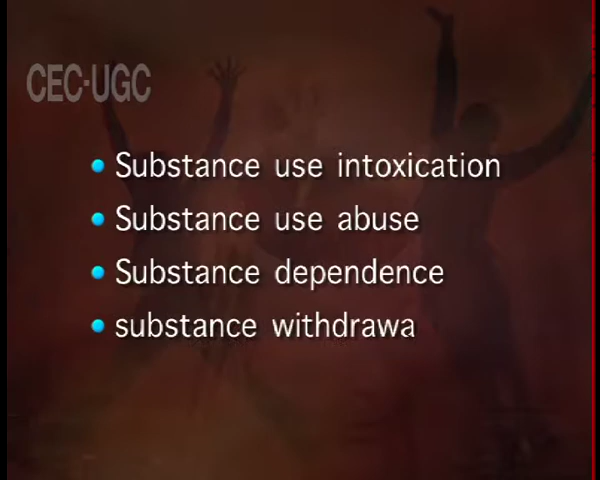 CEC-UGC
Substance use intoxication
Substance use abuse
Substance dependence
substance withdrawa